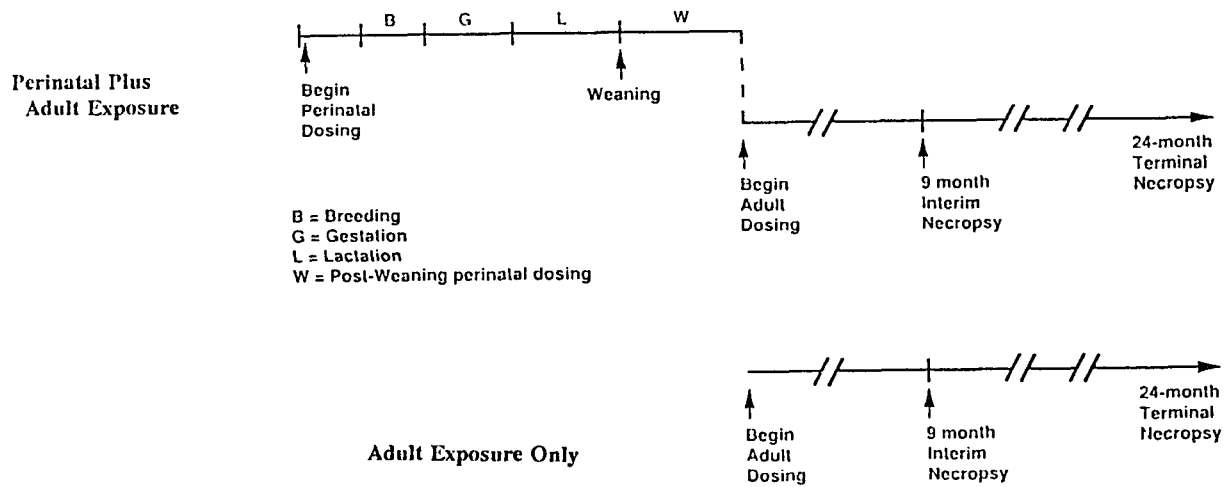 B G L W
Perinatal Plus
Adult Exposure
Begin
Perinatal
Dosing
Weaning
Begin
Adult
Dosing
9 month
Interim
Necropsy
24-month
Terminal
Necropsy
B = Breeding
G = Gestation
L = Lactation
W = Post-Weaning perinatal dosing
Adult Exposure Only
Begin
Adult
Dosing
9 month
Interim
Necropsy
24-month
Terminal
Necropsy